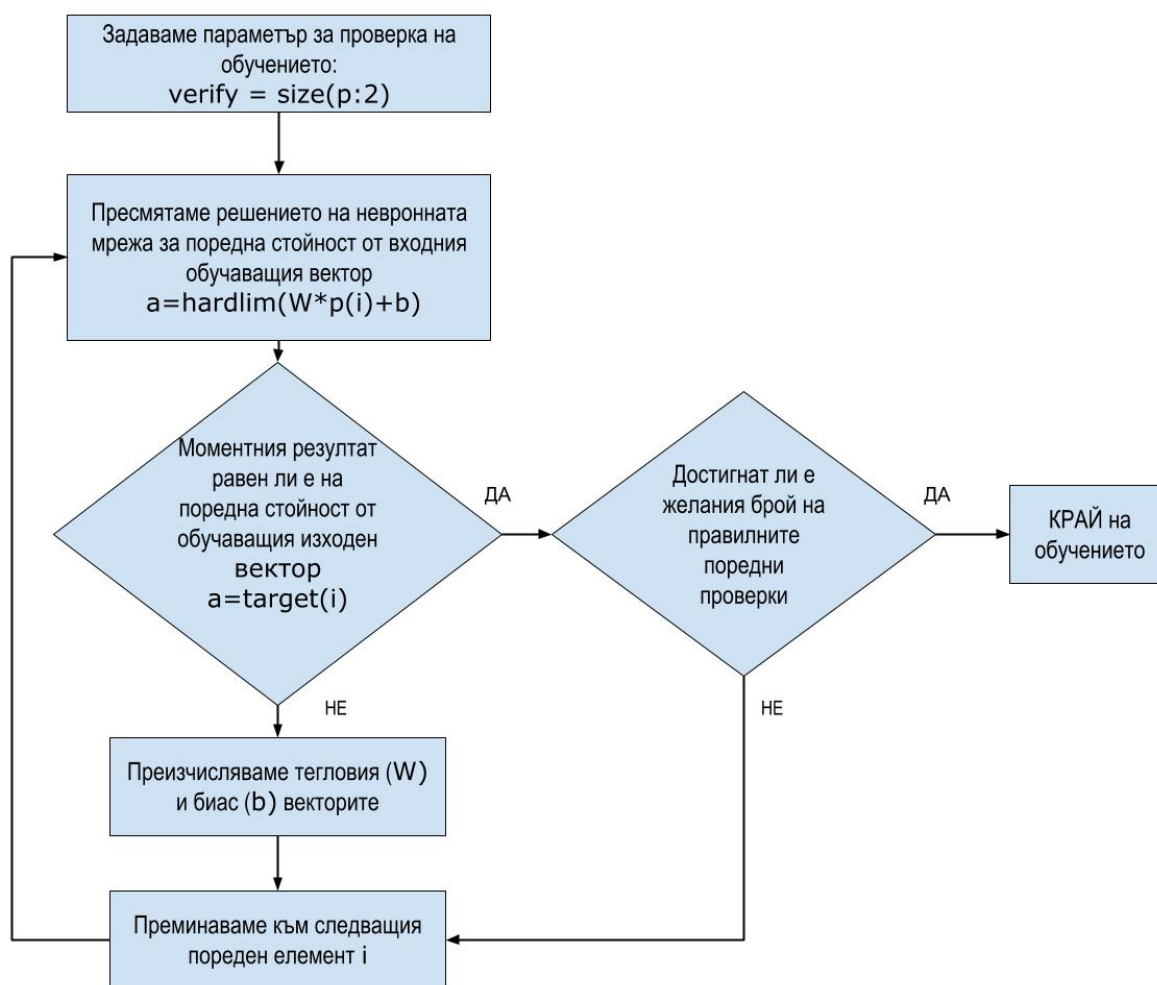 Задаваме параметър за проверка на
обучението:
verify = size(p:2)
Пресмятаме решението на невронната
мрежа за поредна стойност от входния
обучаващия вектор
a=hardlim(W*p(i)+b)
Моментния резултат
равен ли е на
поредна стойност от
обучаващия изходен
вектор
a=target(i)
ДА
Достигнат ли е
желания брой на
правилните
поредни
проверки
ДА
КРАЙ на
обучението
НЕ
НЕ
Преизчисляваме тегловия (W)
и биас (b) векторите
Преминаваме към следващия
пореден елемент i